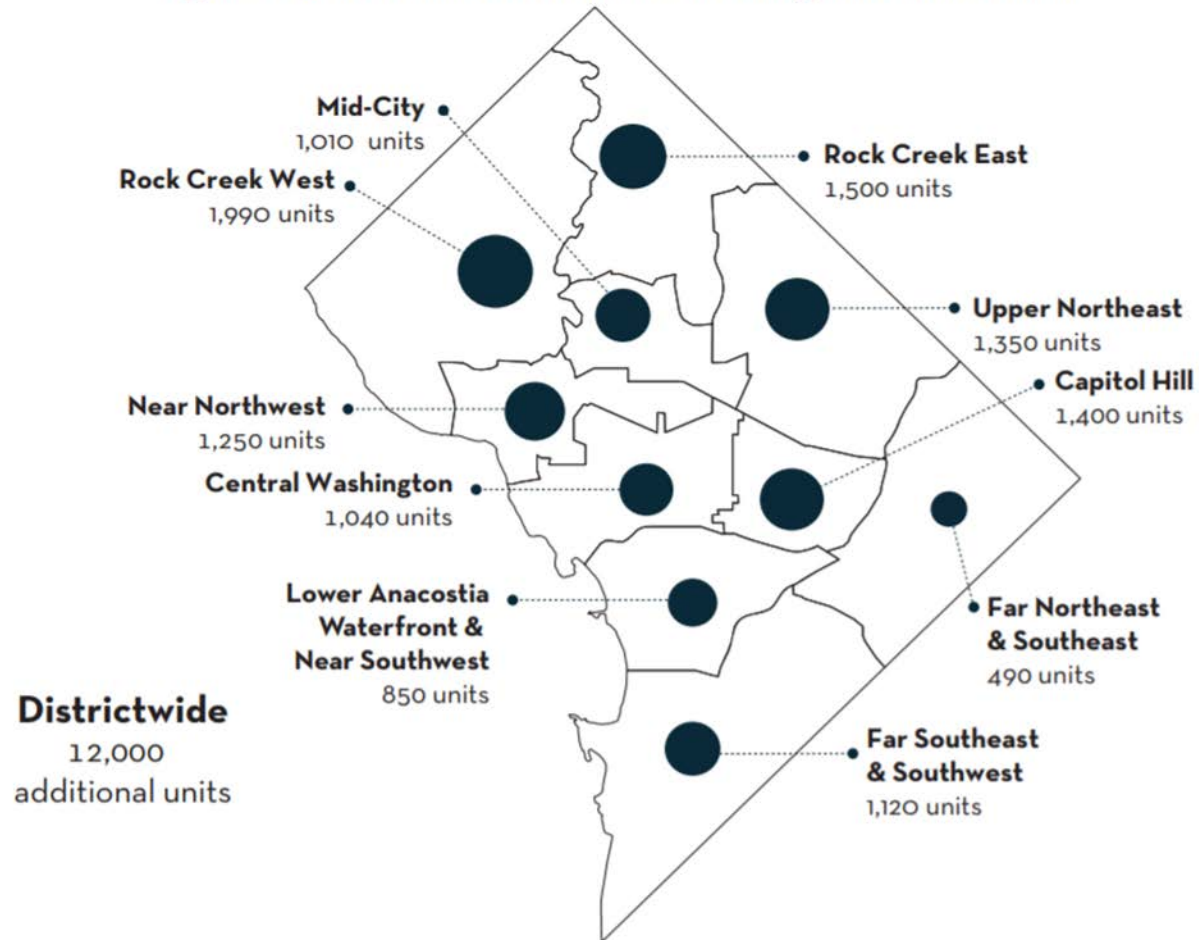 Mid-City
1,010 units
Rock Creek West
1,990 units
Rock Creek East
1,500 units
Upper Northeast
1,350 units
Capitol Hill
1,400 units
Near Northwest
1,250 units
Central Washington
1,040 units
Lower Anacostia
Waterfront &
Near Southwest
850 units
Far Northeast
& Southeast
490 units
Districtwide
12,000
additional units
Far Southeast
& Southwest
1,120 units